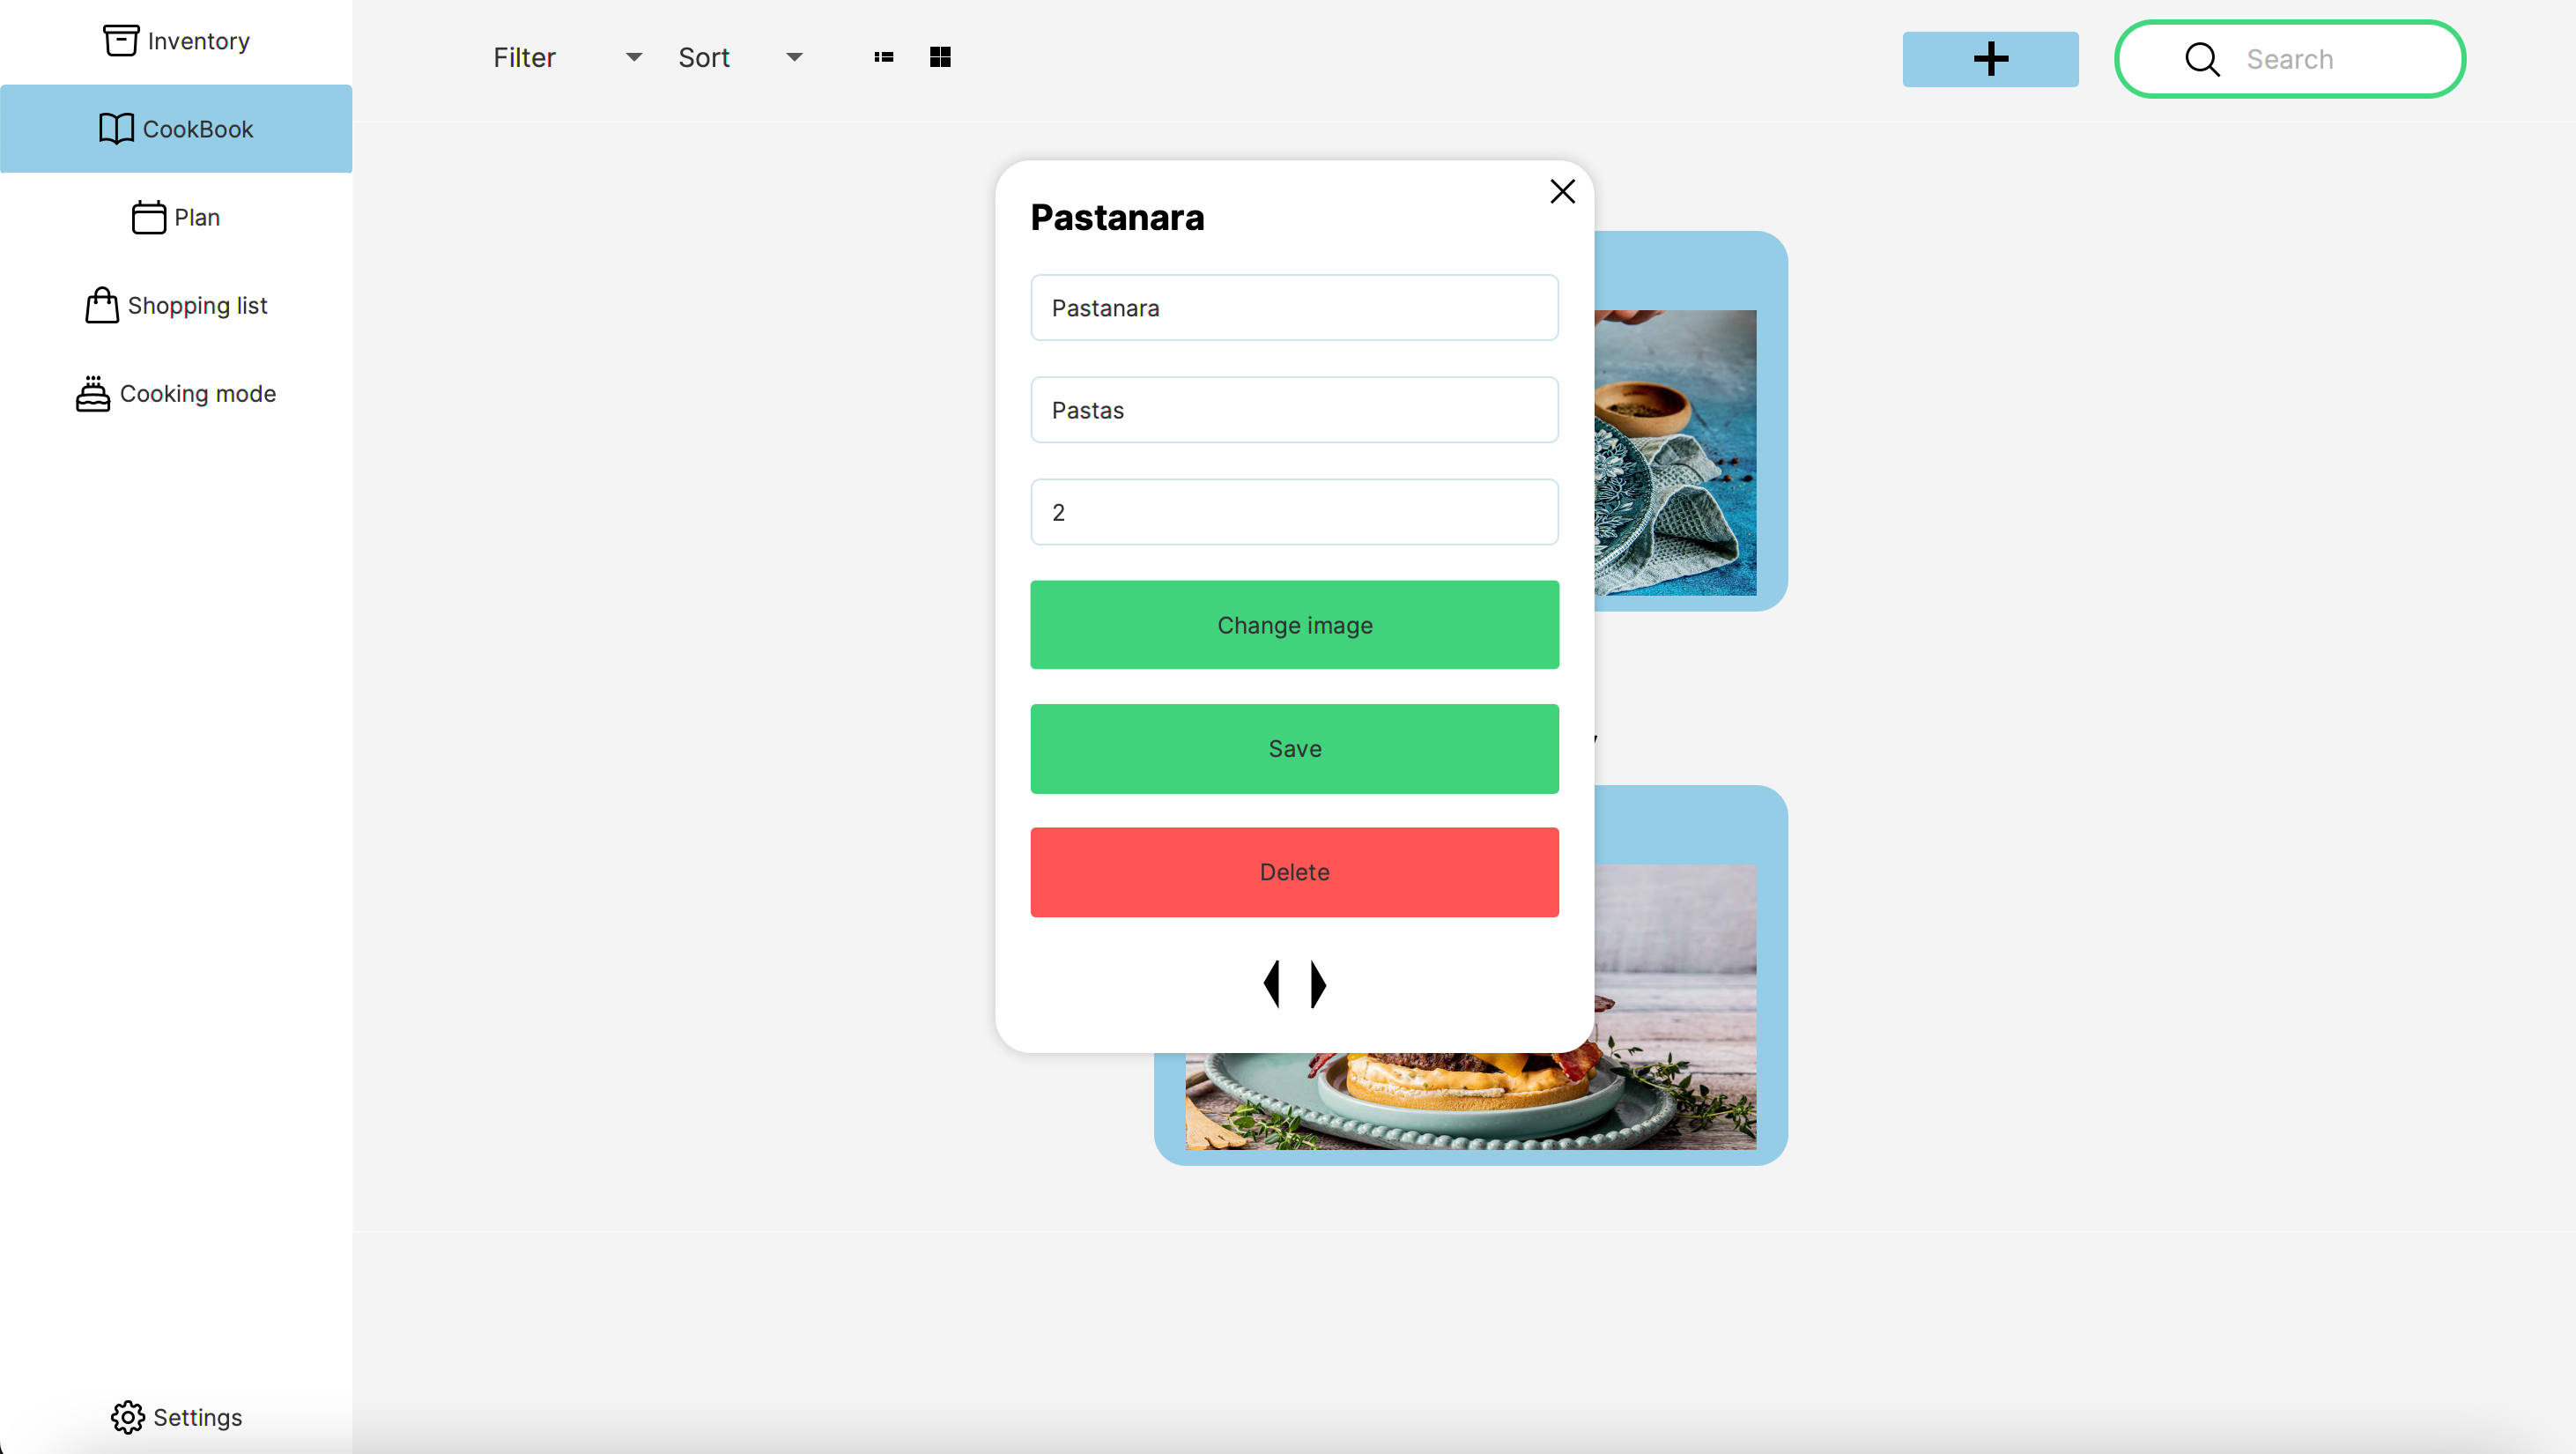 Inventory
CookBook
Plan
Shopping list
Cooking mode
Settings
Filter
Sort
Search
Pastanara
Pastanara
Pastas
2
Change image
Save
Delete